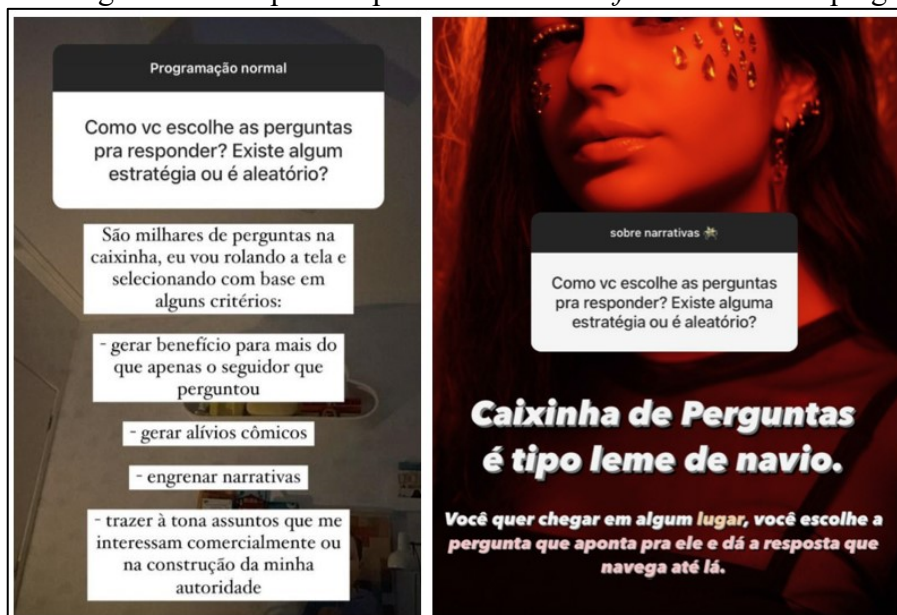 Programação normal
Como vc escolhe as perguntas
pra responder? Existe algum
estratégia ou é aleatório?
São milhares de perguntas na
caixinha, eu vou rolando a tela e
selecionando com base em
alguns critérios:
- gerar benefício para mais do
que apenas o seguidor que
perguntou
- gerar alívios cômicos
- engrenar narrativas
- trazer à tona assuntos que me
interessam comercialmente ou
na construção da minha
autoridade
sobre narrativas
Como vc escolhe as perguntas
pra responder? Existe alguma
estratégia ou é aleatório?
Caixinha de Perguntas
é tipo leme de navio.
Você quer chegar em algum lugar, você escolhe a
pergunta que aponta pra ele e dá a resposta que
navega até lá.